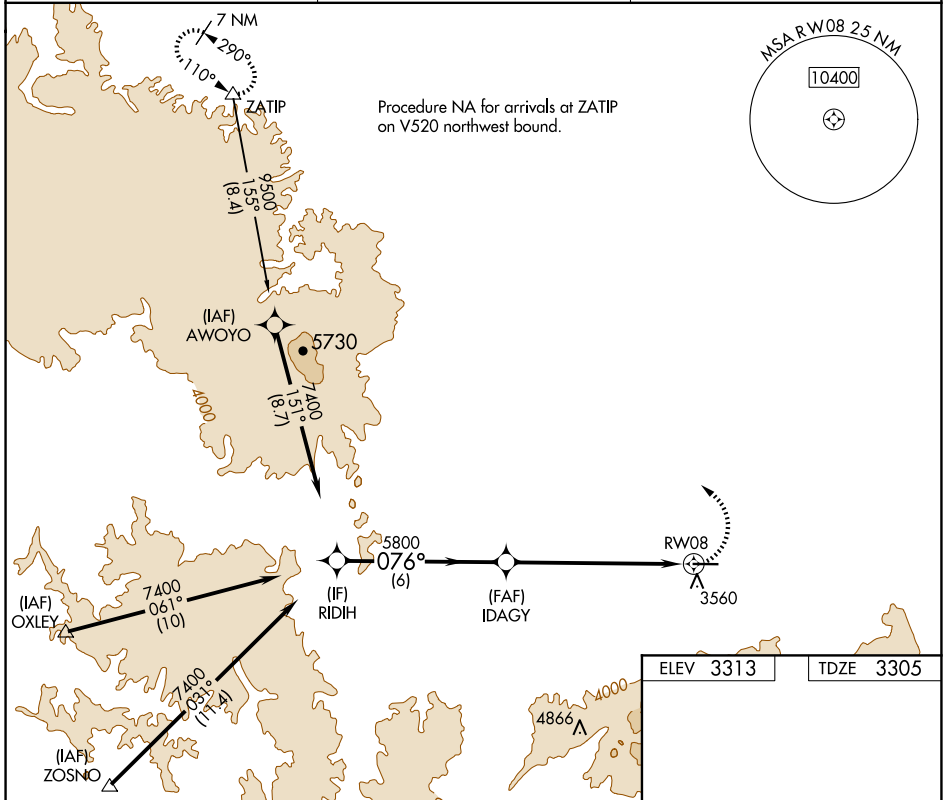 7 NM
290°
110°
ZATIP
Procedure NA for arrivals at ZATIP
on V520 northwest bound.
MSA RW08 25 NM
10400
9500
155°
(8.4)
(IAF)
AWOYO
5730
7400
151°
(8.7)
4000
5800
076°
(6)
RW08
3560
(IF)
RIDIH
(FAF)
IDAGY
(IAF)
OXLEY
7400
061°
(10)
7400
031°
(11.4)
(IAF)
ZOSNO
4866
4000
ELEV 3313
TDZE 3305